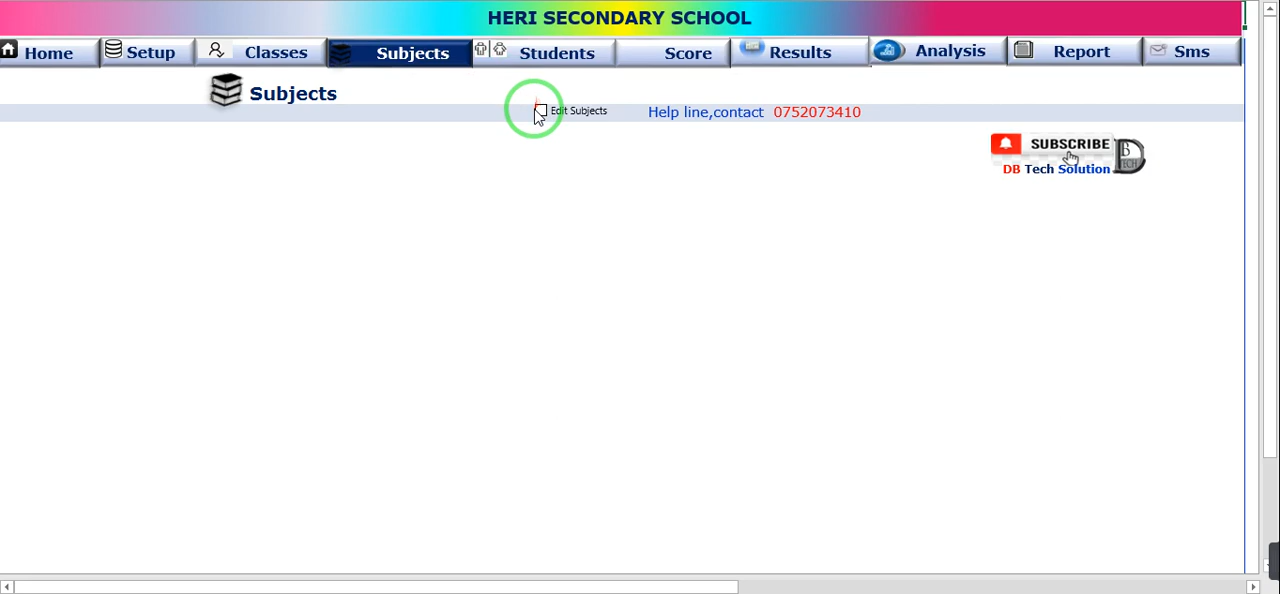 HERI SECONDARY SCHOOL
Home Setup Classes Subjects Students Score Results Analysis Report Sms
Subjects
Edit Subjects Help line,contact 0752073410
SUBSCRIBE
DB Tech Solution